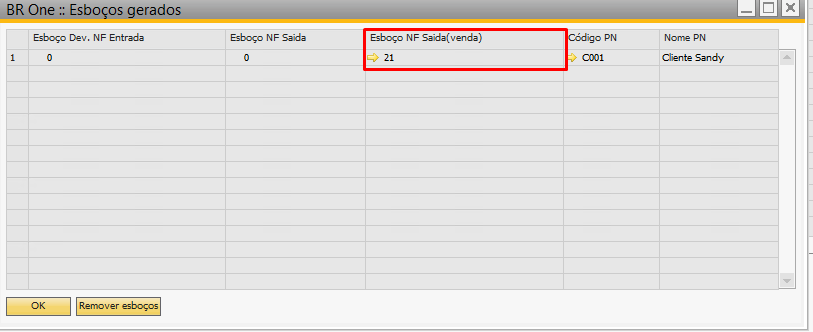 BR One :: Esboços gerados
Esboço Dev. NF Entrada Esboço NF Saida Esboço NF Saida(venda) Código PN Nome PN
1 0 0 21 C001 Cliente Sandy
OK Remover esboços